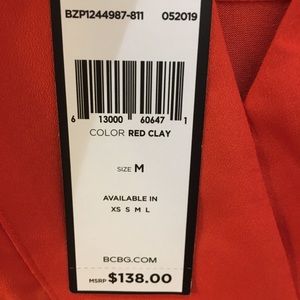 BZP1244987-811 052019
6 13000 60647 1
COLOR RED CLAY
SIZE M
AVAILABLE IN
XS S M L
BCBG.COM
MSRP $138.00